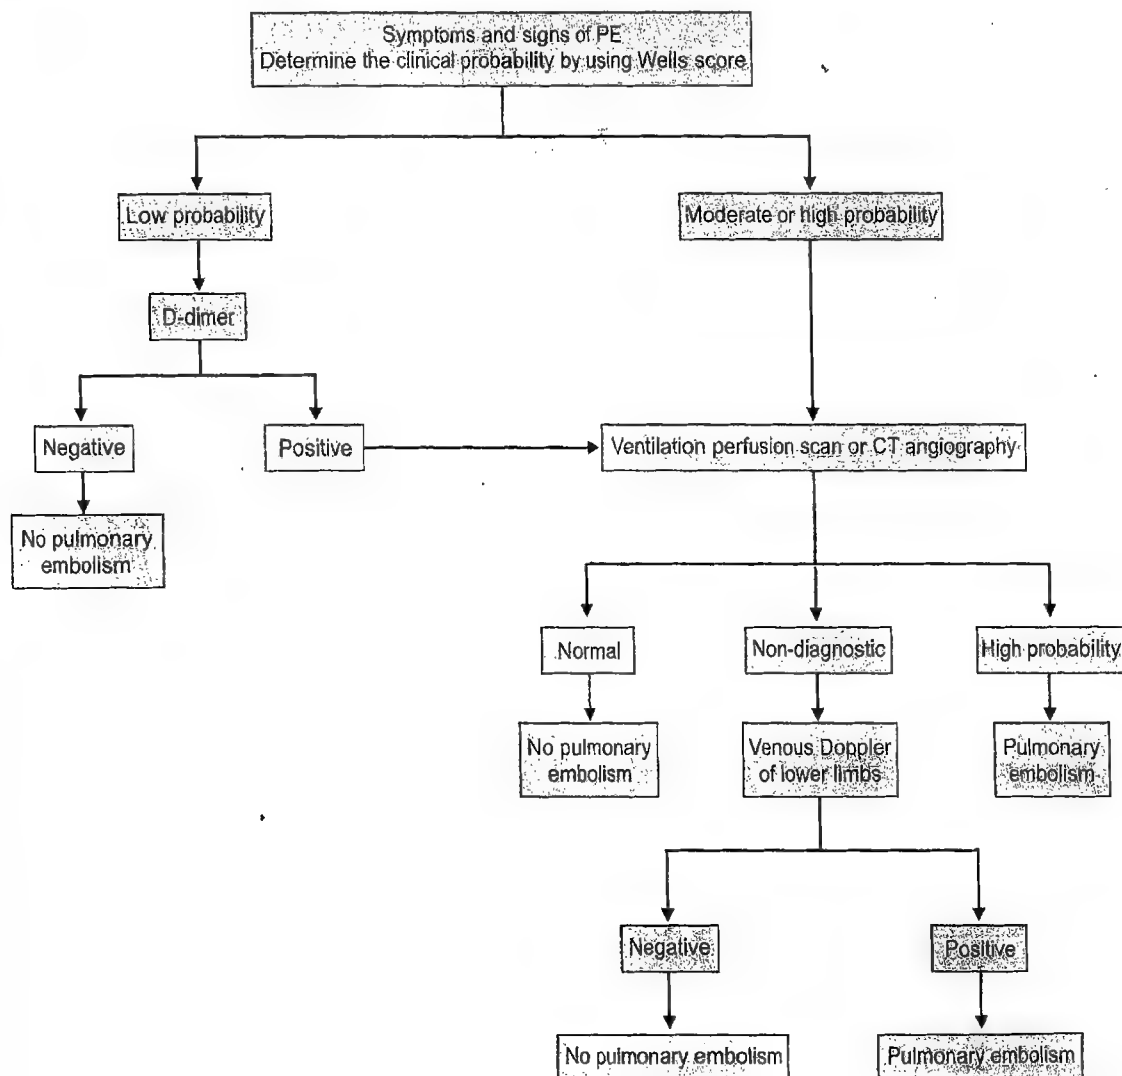 Symptoms and signs of PE
Determine the clinical probability by using Wells score
Low probability
Moderate or high probability
D-dimer
Negative
Positive
Ventilation perfusion scan or CT angiography
No pulmonary
embolism
Normal
Non-diagnostic
High probability
No pulmonary
embolism
Venous Doppler
of lower limbs
Pulmonary
embolism
Negative
Positive
No pulmonary embolism
Pulmonary embolism